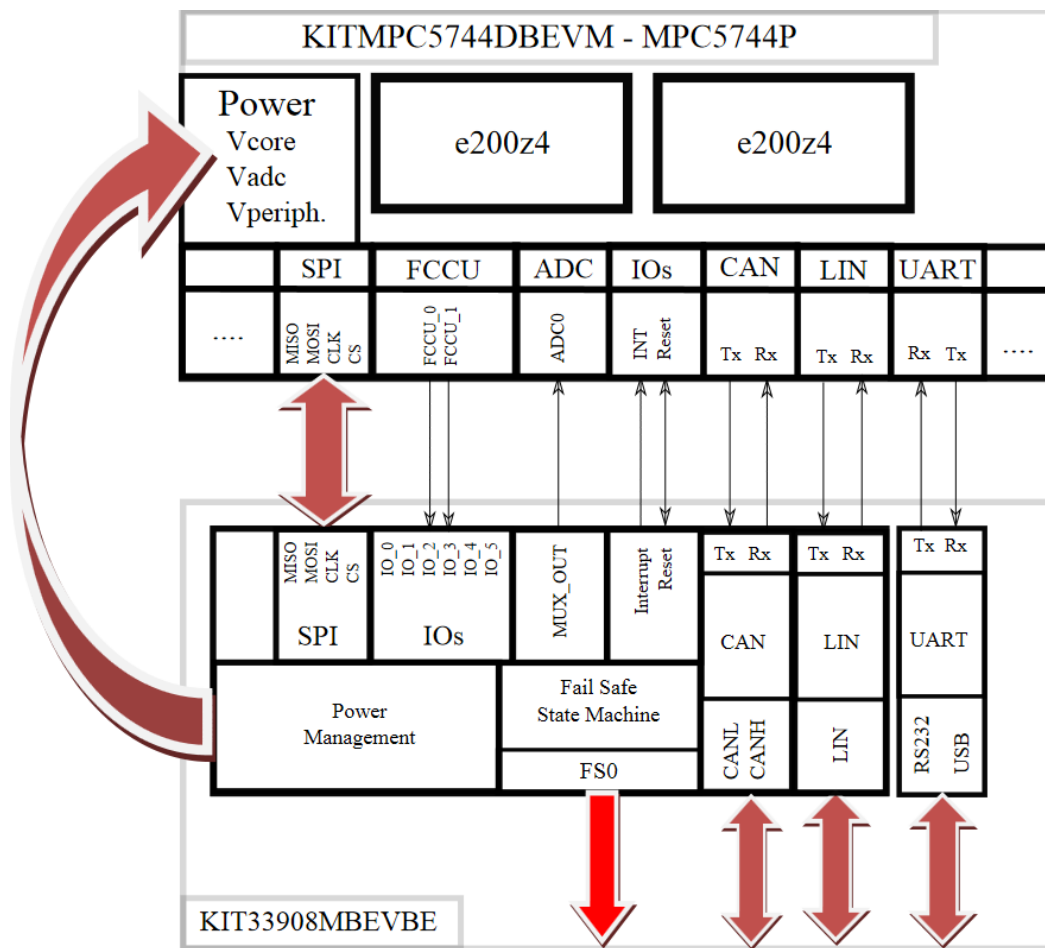 KITMPC5744DBEVM - MPC5744P
Power
Vcore
Vadc
Vperiph.
e200z4
e200z4
SPI
FCCU
ADC
IOs
CAN
LIN
UART
....
MISO
MOSI
CLK
CS
FCCU_0
FCCU_1
ADC0
INT
Reset
Tx Rx
Tx Rx
Rx Tx
....
MISO
MOSI
CLK
CS
SPI
IO_0
IO_1
IO_2
IO_3
IO_4
IO_5
IOs
MUX_OUT
Interrupt
Reset
Tx Rx
Tx Rx
Tx Rx
CAN
LIN
UART
Power
Management
Fail Safe
State Machine
FS0
CANL
CANH
LIN
RS232
USB
KIT33908MBEVBE